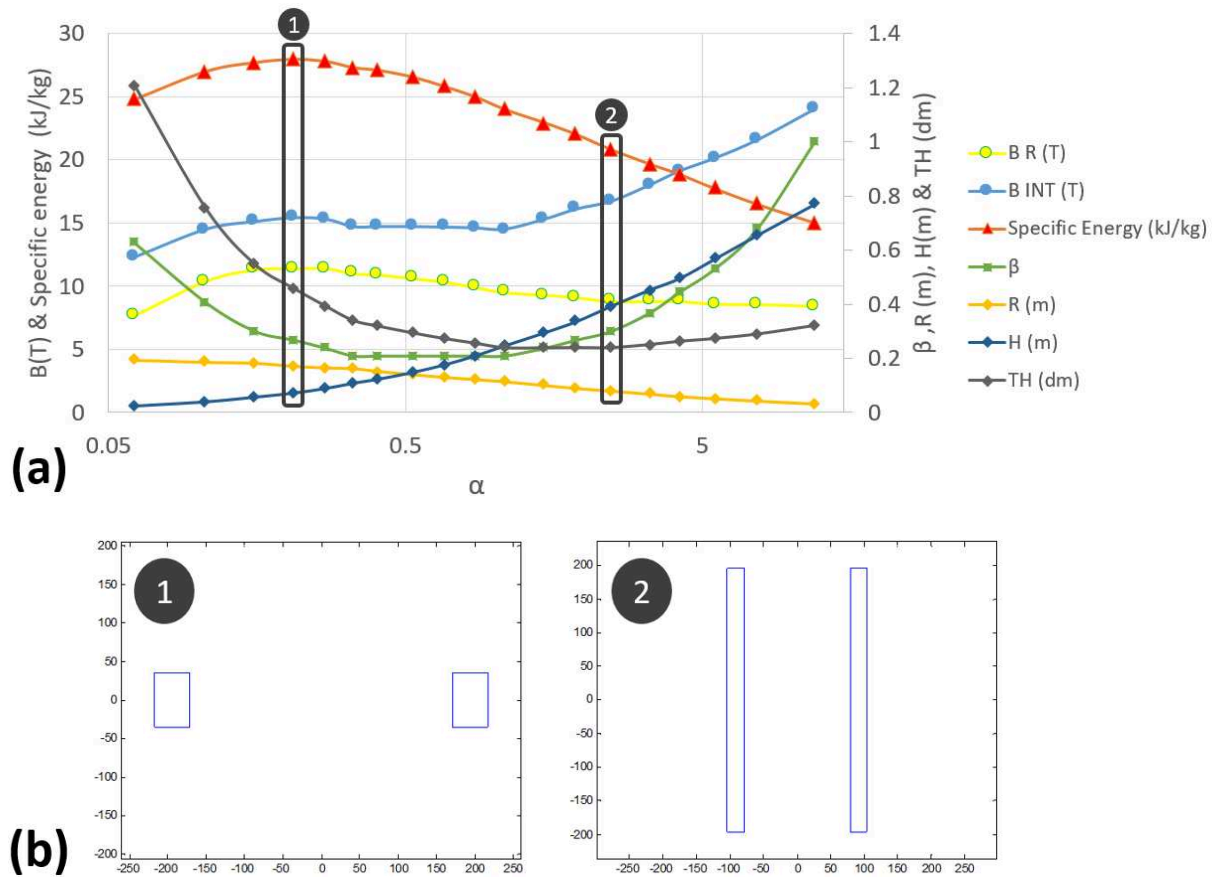 1
2
30
25
20
15
10
5
0
B(T) & Specific energy (kJ/kg)
1.4
1.2
1
0.8
0.6
0.4
0.2
0
β ,R (m), H(m) & TH (dm)
0.05 0.5 5
α
B R (T)
B INT (T)
Specific Energy (kJ/kg)
β
R (m)
H (m)
TH (dm)
(a)
1
200
150
100
50
0
-50
-100
-150
-200
-250 -200 -150 -100 -50 0 50 100 150 200 250
2
200
150
100
50
0
-50
-100
-150
-200
-250 -200 -150 -100 -50 0 50 100 150 200 250
(b)